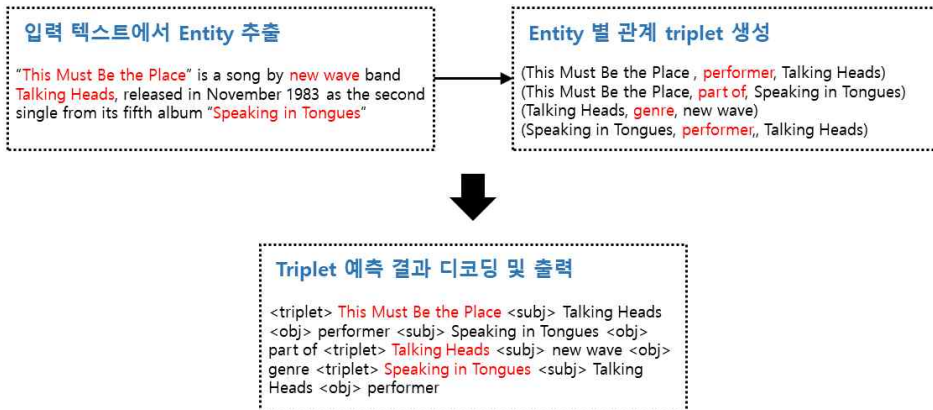 입력 텍스트에서 Entity 추출
“This Must Be the Place” is a song by new wave band
Talking Heads, released in November 1983 as the second
single from its fifth album “Speaking in Tongues”
Entity 별 관계 triplet 생성
(This Must Be the Place , performer, Talking Heads)
(This Must Be the Place, part of, Speaking in Tongues)
(Talking Heads, genre, new wave)
(Speaking in Tongues, performer,, Talking Heads)
Triplet 예측 결과 디코딩 및 출력
<triplet> This Must Be the Place <subj> Talking Heads
<obj> performer <subj> Speaking in Tongues <obj>
part of <triplet> Talking Heads <subj> new wave <obj>
genre <triplet> Speaking in Tongues <subj> Talking
Heads <obj> performer